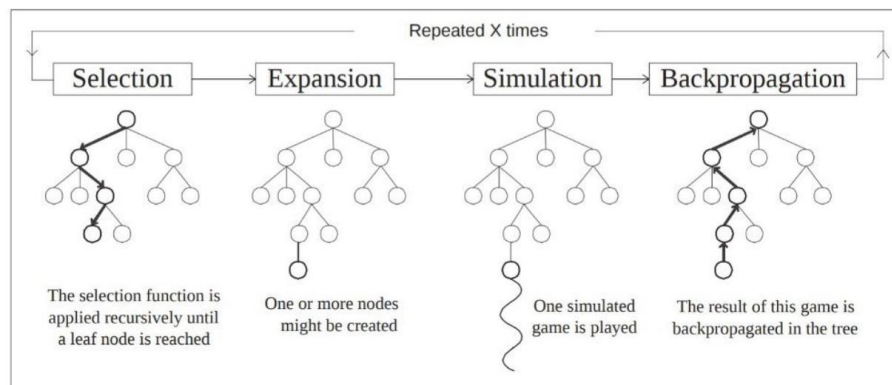 Repeated X times
Selection
Expansion
Simulation
Backpropagation
The selection function is
applied recursively until
a leaf node is reached
One or more nodes
might be created
One simulated
game is played
The result of this game is
backpropagated in the tree